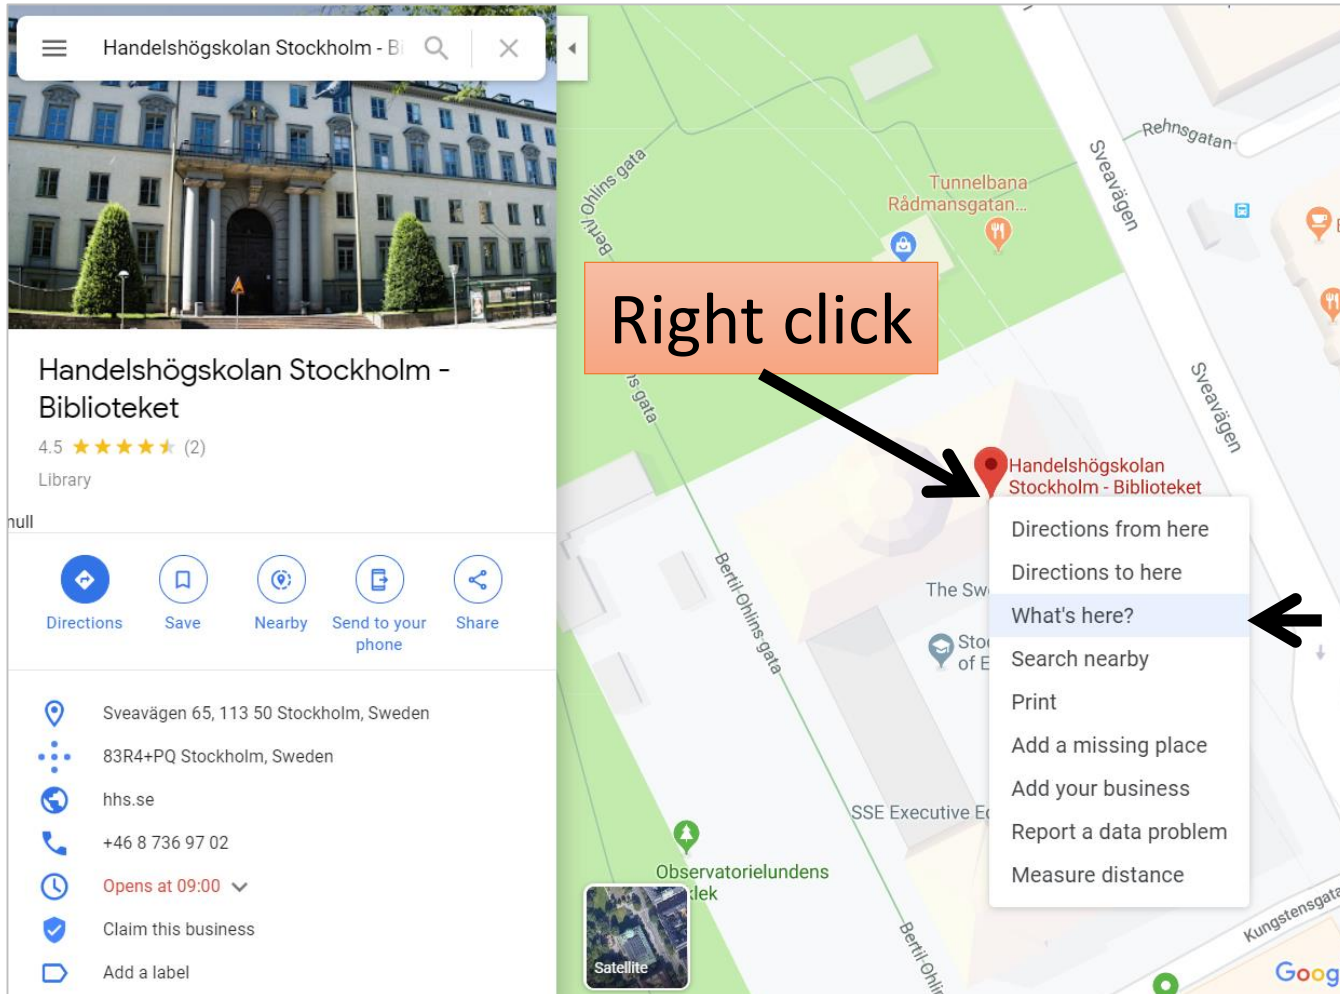 Handelshögskolan Stockholm - B
Handelshögskolan Stockholm -
Biblioteket
4.5 (2)
Library
null
Directions
Save
Nearby
Send to your
phone
Share
Sveavägen 65, 113 50 Stockholm, Sweden
83R4+PQ Stockholm, Sweden
hhs.se
+46 8 736 97 02
Opens at 09:00
Claim this business
Add a label
Rehnsgatan
Sveavägen
Bertil Ohlins gata
Tunnelbana
Rådmansgatan...
Right click
s gata
Sveavägen
Handelshögskolan
Stockholm - Biblioteket
Directions from here
Directions to here
What's here?
Search nearby
Print
Add a missing place
Add your business
Report a data problem
Measure distance
Bertil Ohlins gata
The Sw
Sto
of E
SSE Executive E
Observatorielundens
lek
Satellite
Bertil Ohlin
Kungstensgata
Goog